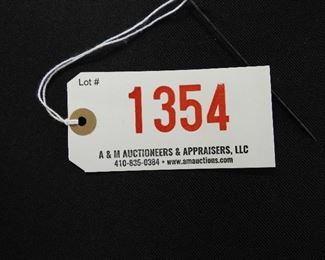 Lot #
1354
A & M AUCTIONEERS & APPRAISERS, LLC
410-835-0384 • www.amauctions.com